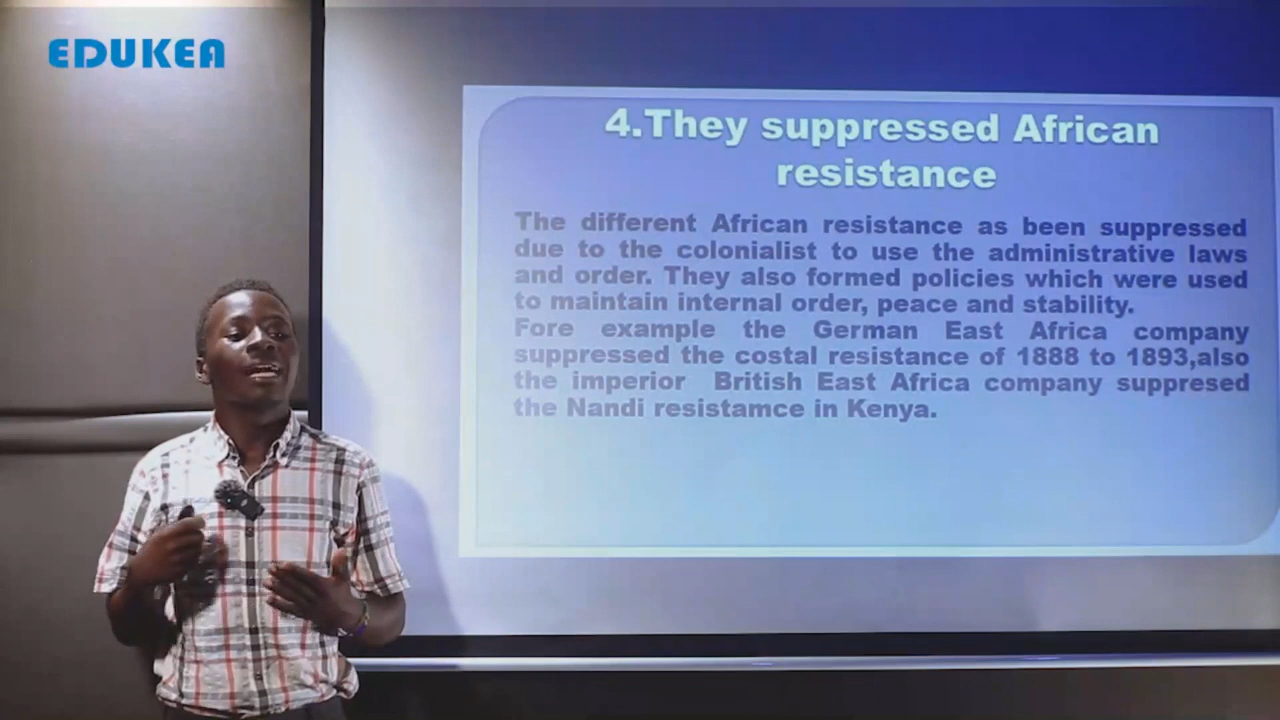 EDUKEA
4.They suppressed African
resistance
The different African resistance as been suppressed
due to the colonialist to use the administrative laws
and order. They also formed policies which were used
to maintain internal order, peace and stability.
Fore example the German East Africa company
suppressed the costal resistance of 1888 to 1893,also
the imperior British East Africa company suppresed
the Nandi resistamce in Kenya.